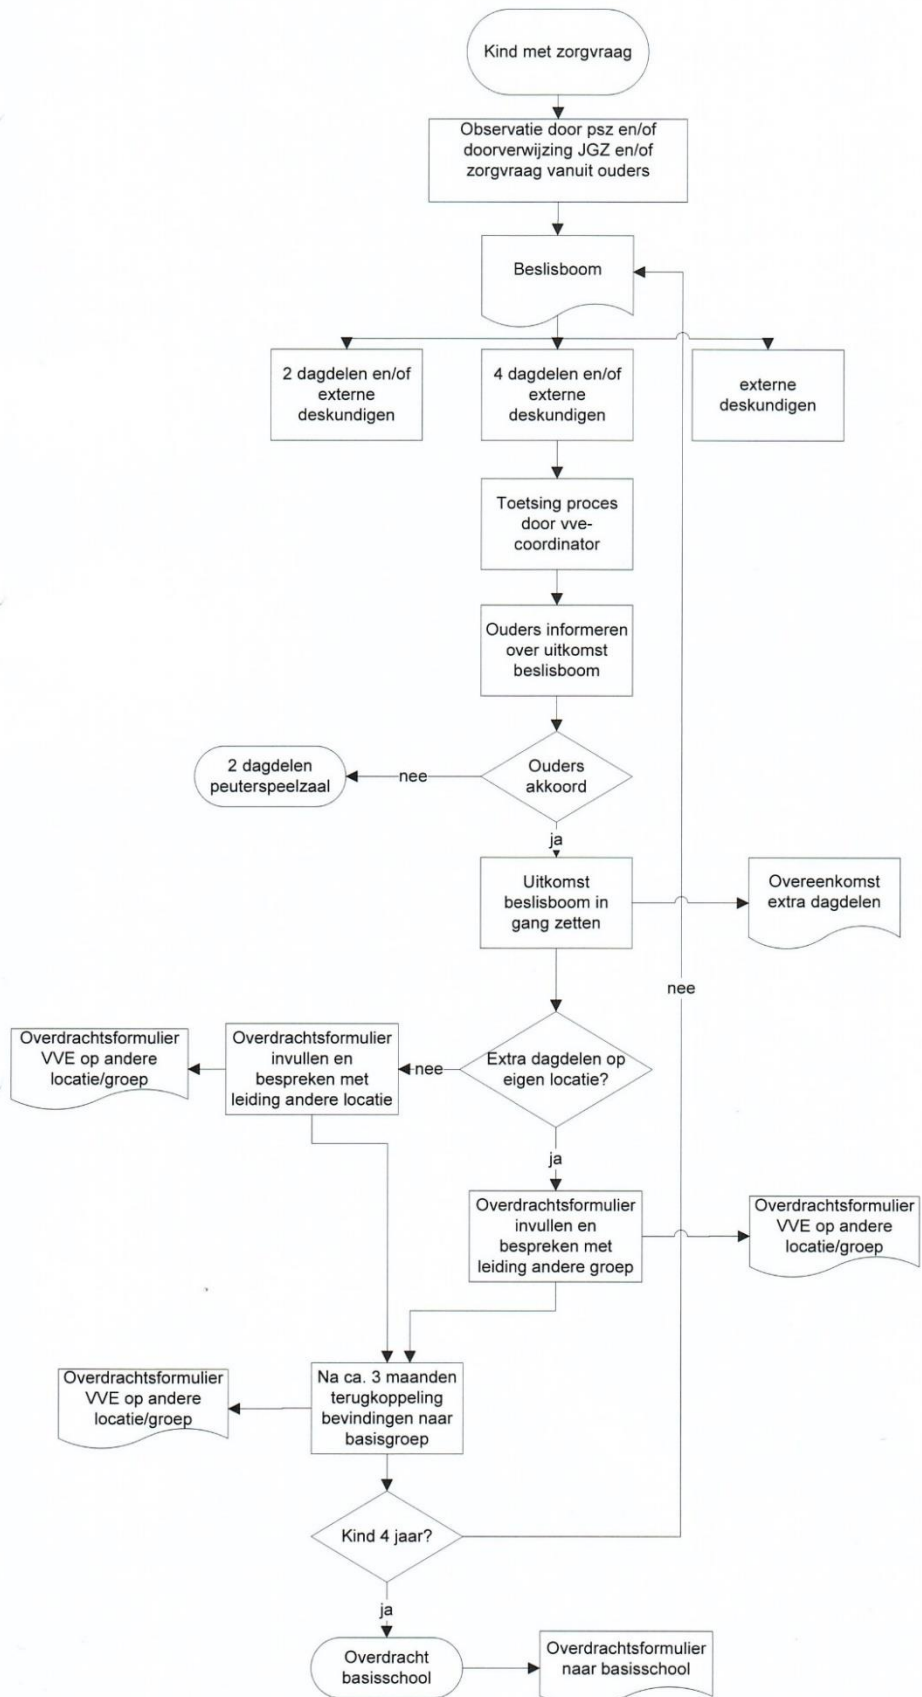 Kind met zorgvraag
Observatie door psz en/of
doorverwijzing JGZ en/of
zorgvraag vanuit ouders
Beslisboom
2 dagdelen en/of
externe
deskundigen
4 dagdelen en/of
externe
deskundigen
externe
deskundigen
Toetsing proces
door vve-
coordinator
Ouders informeren
over uitkomst
beslisboom
Ouders
akkoord
nee
2 dagdelen
peuterspeelzaal
ja
Uitkomst
beslisboom in
gang zetten
Overeenkomst
extra dagdelen
nee
Extra dagdelen op
eigen locatie?
nee
Overdrachtsformulier
invullen en
bespreken met
leiding andere locatie
Overdrachtsformulier
VVE op andere
locatie/groep
ja
Overdrachtsformulier
invullen en
bespreken met
leiding andere groep
Overdrachtsformulier
VVE op andere
locatie/groep
Na ca. 3 maanden
terugkoppeling
bevindingen naar
basisgroep
Overdrachtsformulier
VVE op andere
locatie/groep
Kind 4 jaar?
ja
Overdracht
basisschool
Overdrachtsformulier
naar basisschool